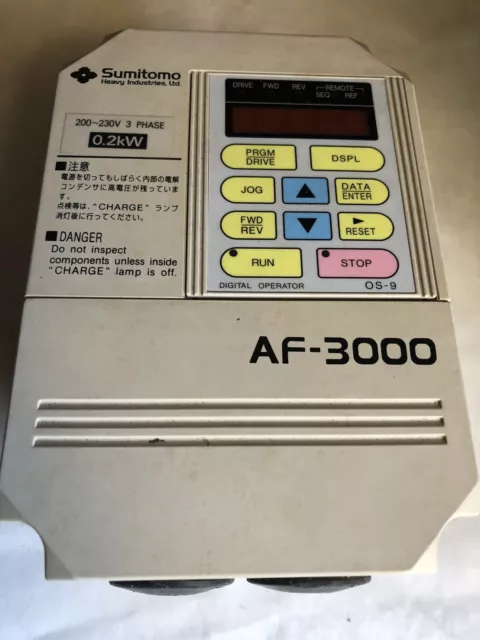 Sumitomo
Heavy Industries, Ltd.
200~230V 3 PHASE
0.2kW
■注意
電源を切ってもしばらく内部の電解
コンデンサに高電圧が残っていま
す。
点検等は、"CHARGE" ランプ
消灯後に行ってください。
■DANGER
Do not inspect
components unless inside
"CHARGE" lamp is off.
DRIVE FWD REV REMOTE
SEQ REF
PRGM
DRIVE
DSPL
JOG
DATA
ENTER
FWD
REV
RESET
RUN
STOP
DIGITAL OPERATOR OS-9
AF-3000